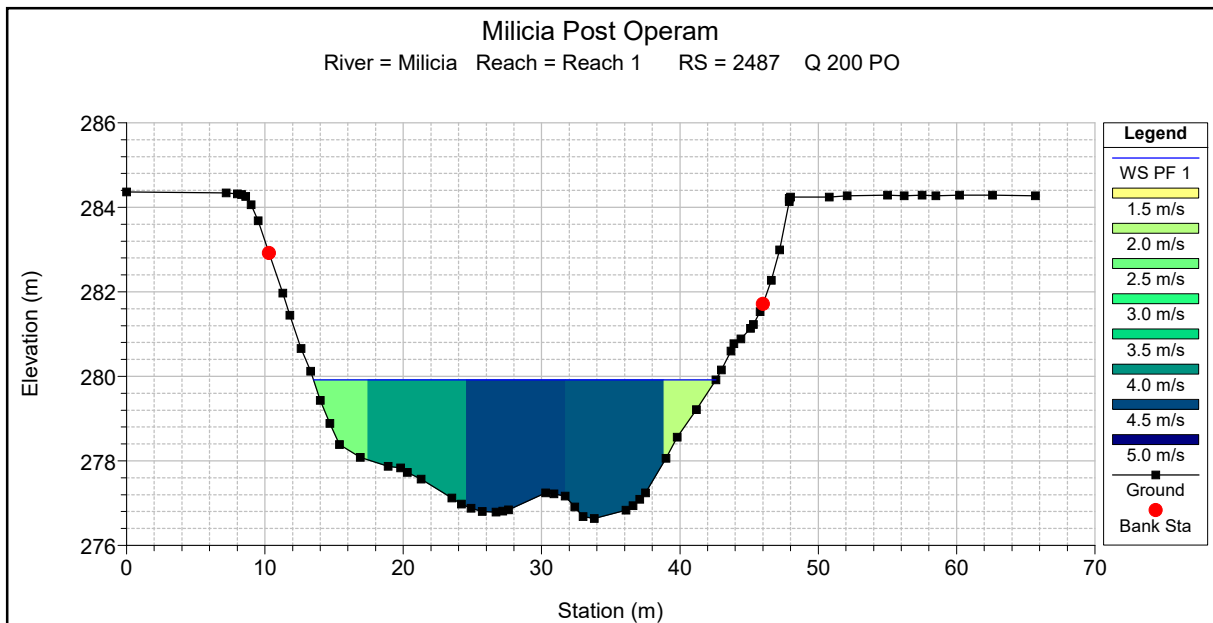 Milicia Post Operam
River = Milicia Reach = Reach 1 RS = 2487 Q 200 PO
286
284
282
280
278
276
Elevation (m)
0 10 20 30 40 50 60 70
Station (m)
Legend
WS PF 1
1.5 m/s
2.0 m/s
2.5 m/s
3.0 m/s
3.5 m/s
4.0 m/s
4.5 m/s
5.0 m/s
Ground
Bank Sta